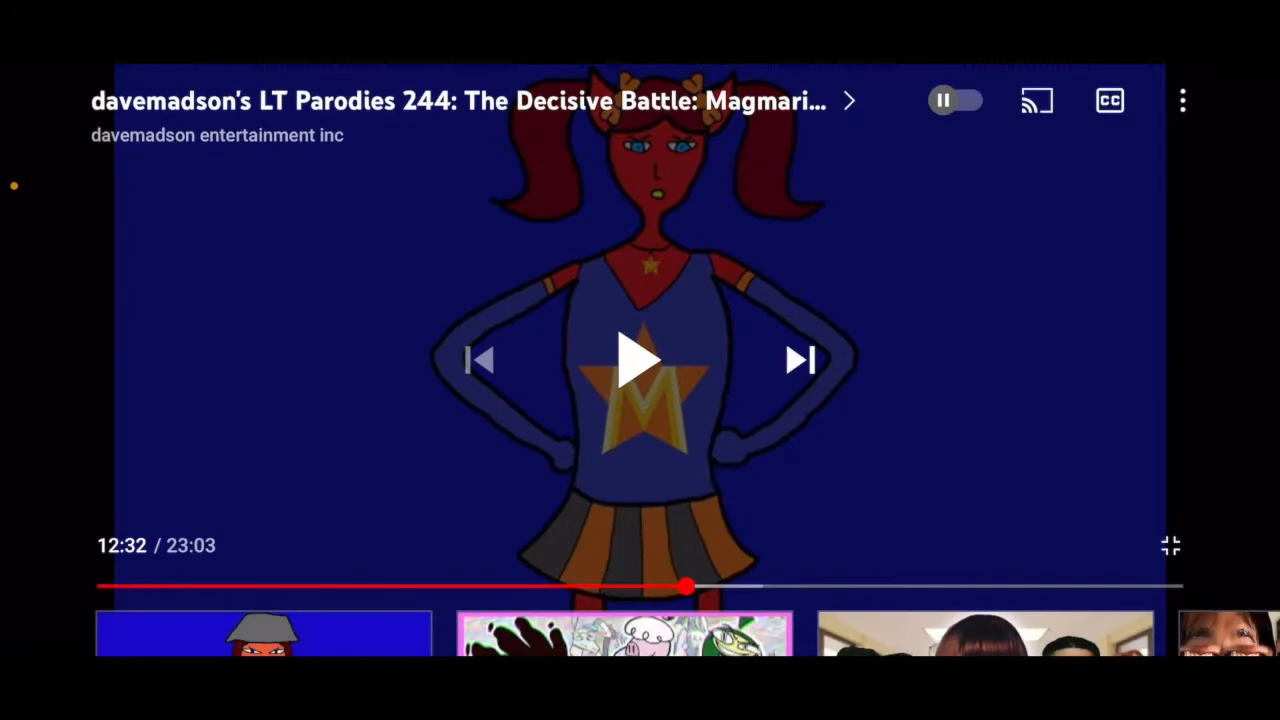 davemadson's LT Parodies 244: The Decisive Battle: Magmari...
davemadson entertainment inc
CC
M
M
12:32 / 23:03